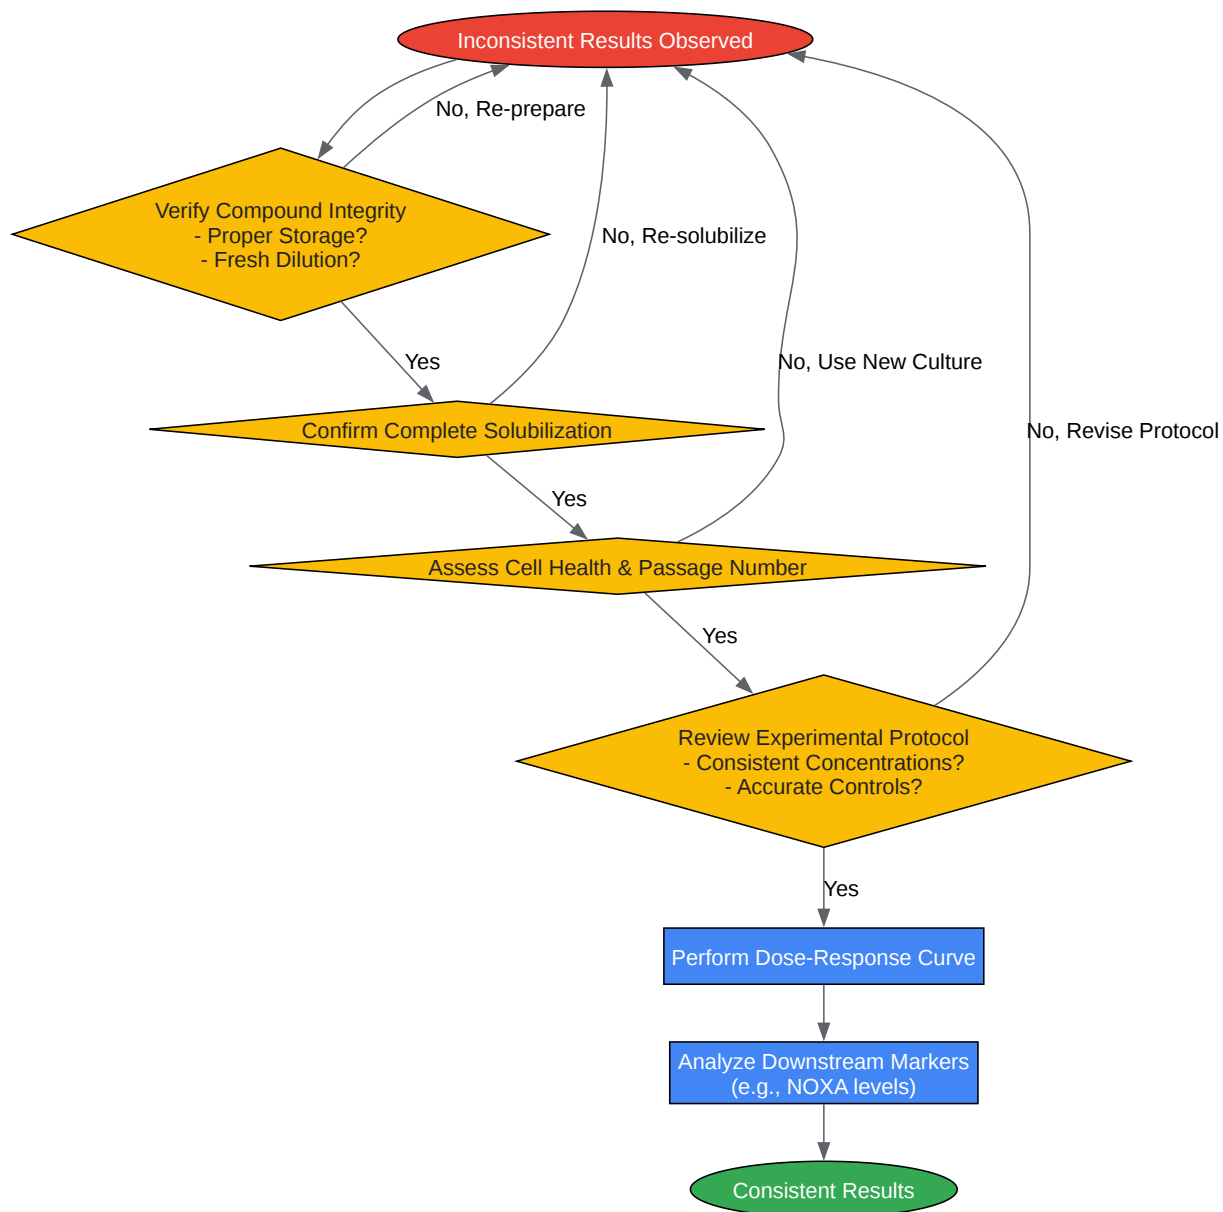 Inconsistent Results Observed
No, Re-prepare
Verify Compound Integrity
- Proper Storage?
- Fresh Dilution?
No, Re-solubilize
Yes
No, Use New Culture
Confirm Complete Solubilization
No, Revise Protocol
Yes
Assess Cell Health & Passage Number
Yes
Review Experimental Protocol
- Consistent Concentrations?
- Accurate Controls?
Yes
Perform Dose-Response Curve
Analyze Downstream Markers
(e.g., NOXA levels)
Consistent Results